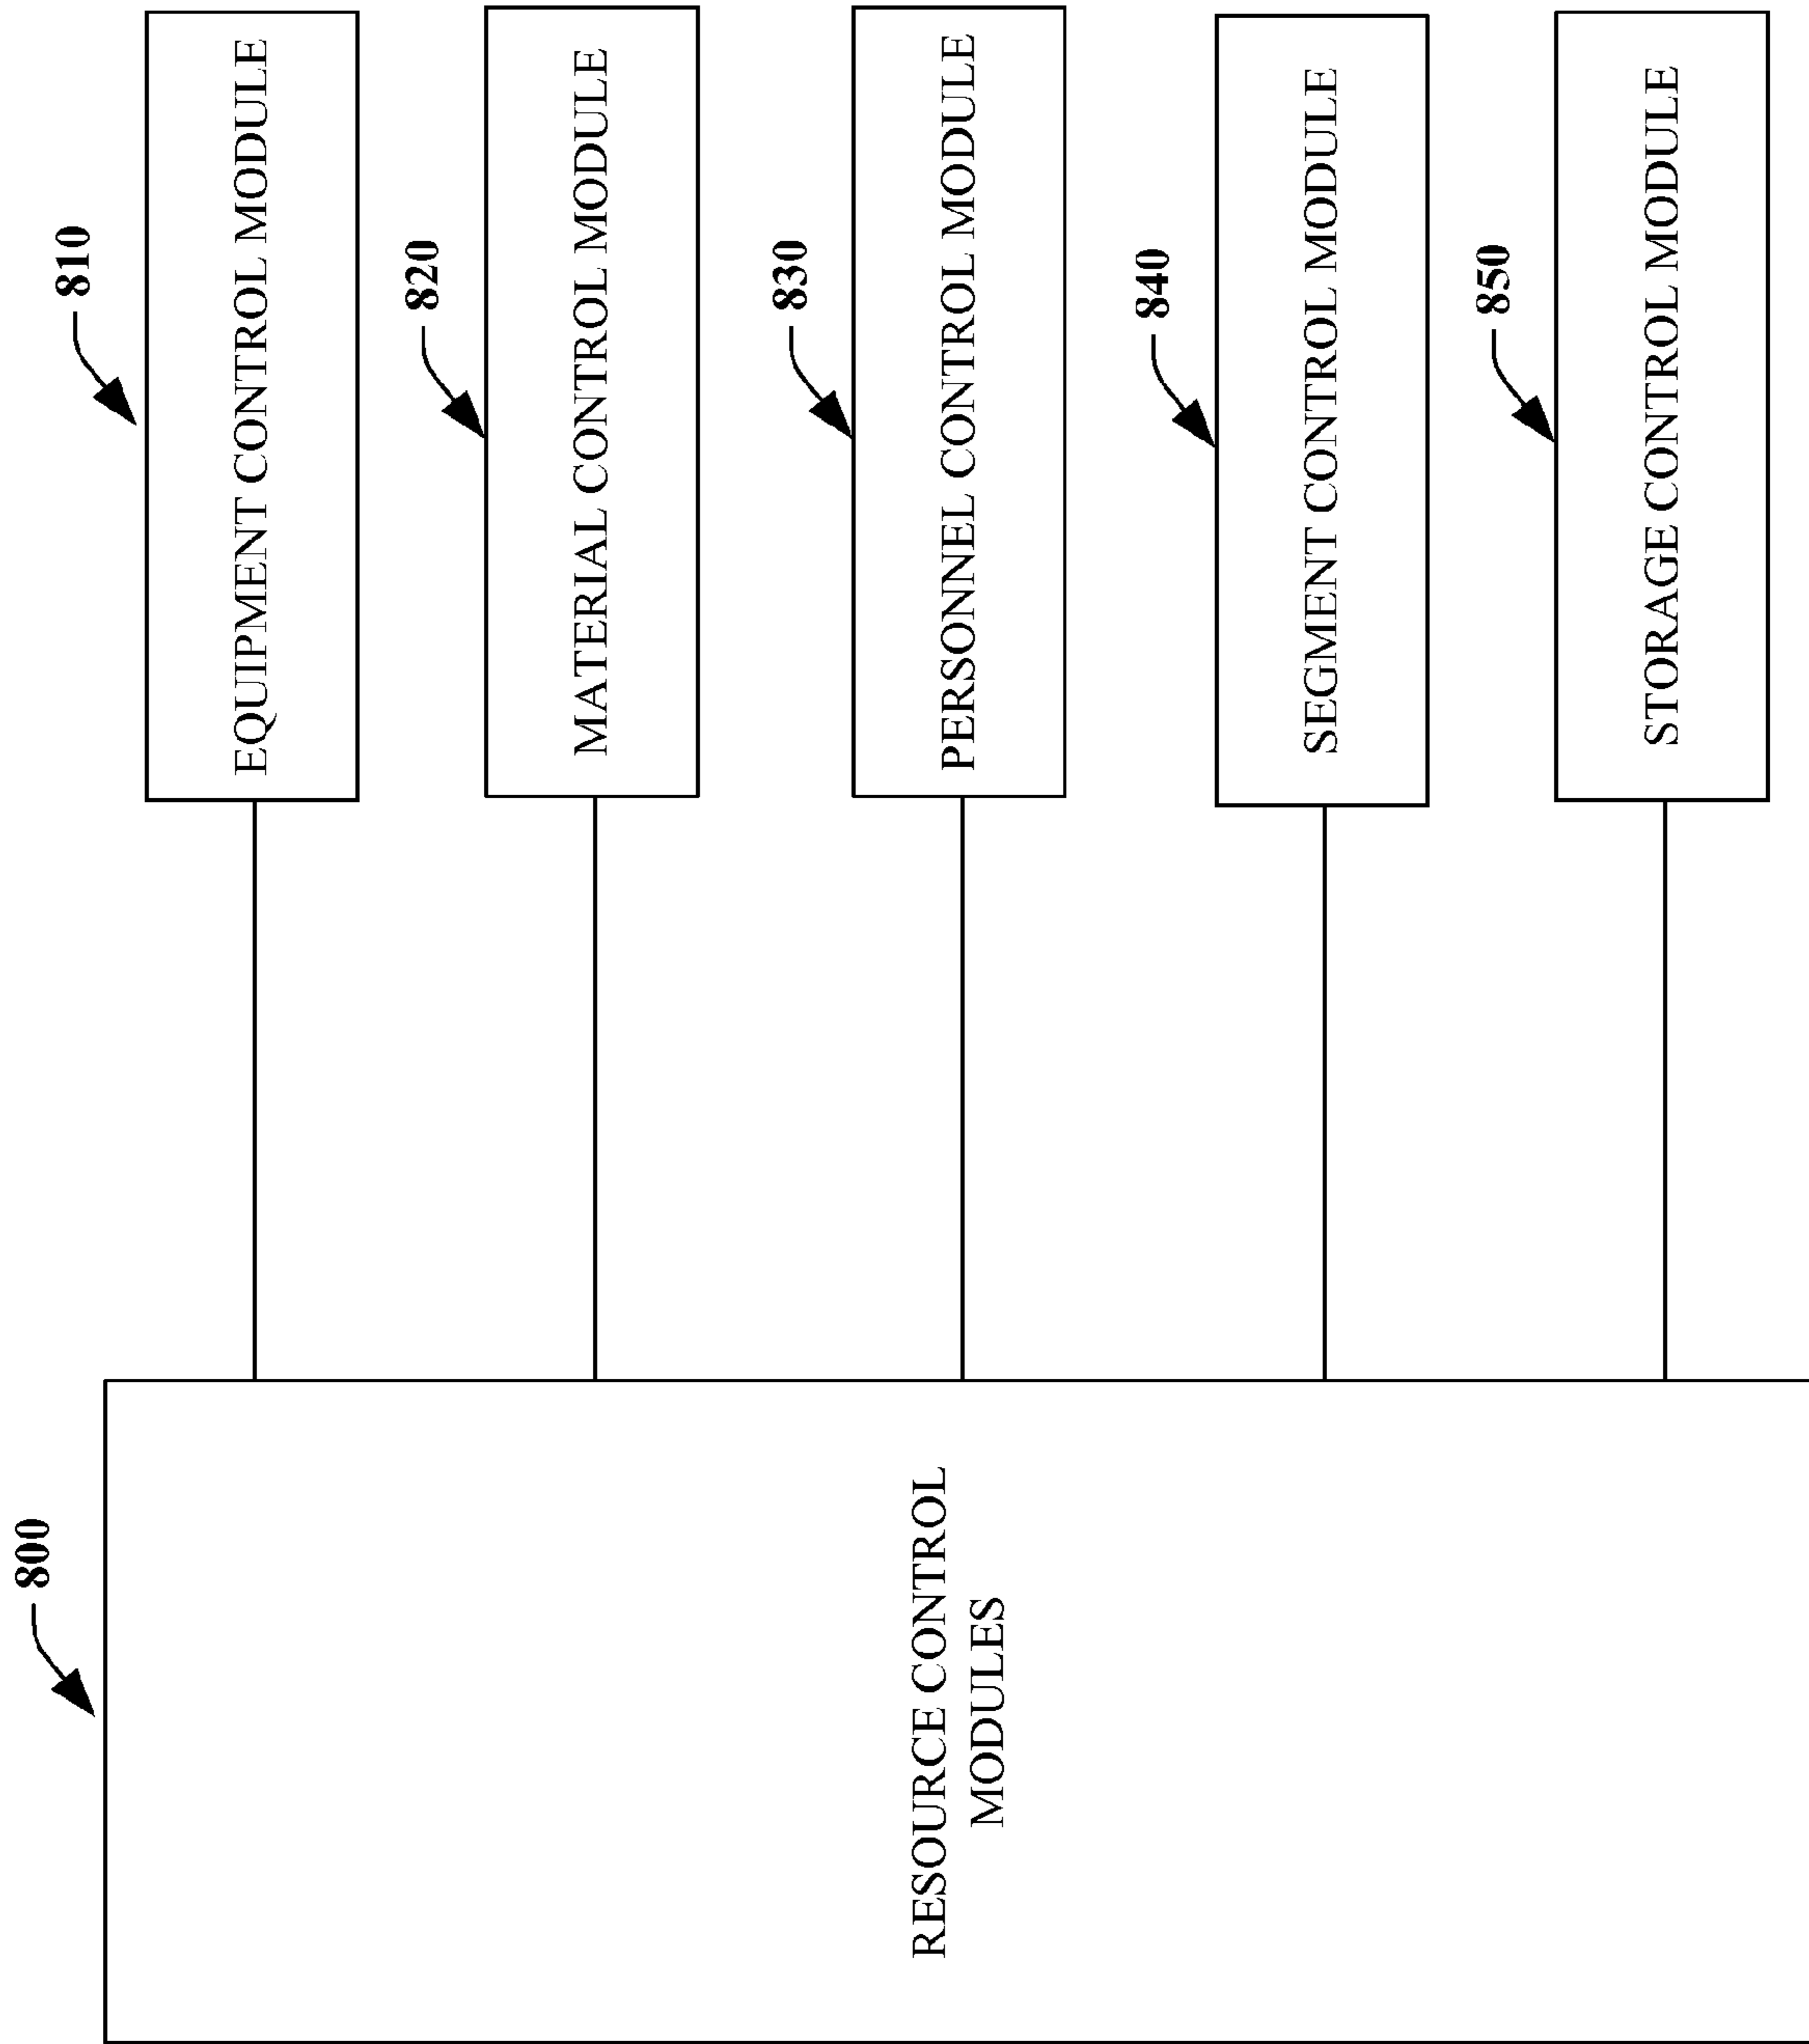 800
RESOURCE CONTROL
MODULES
810
EQUIPMENT CONTROL MODULE
820
MATERIAL CONTROL MODULE
830
PERSONNEL CONTROL MODULE
840
SEGMENT CONTROL MODULE
850
STORAGE CONTROL MODULE